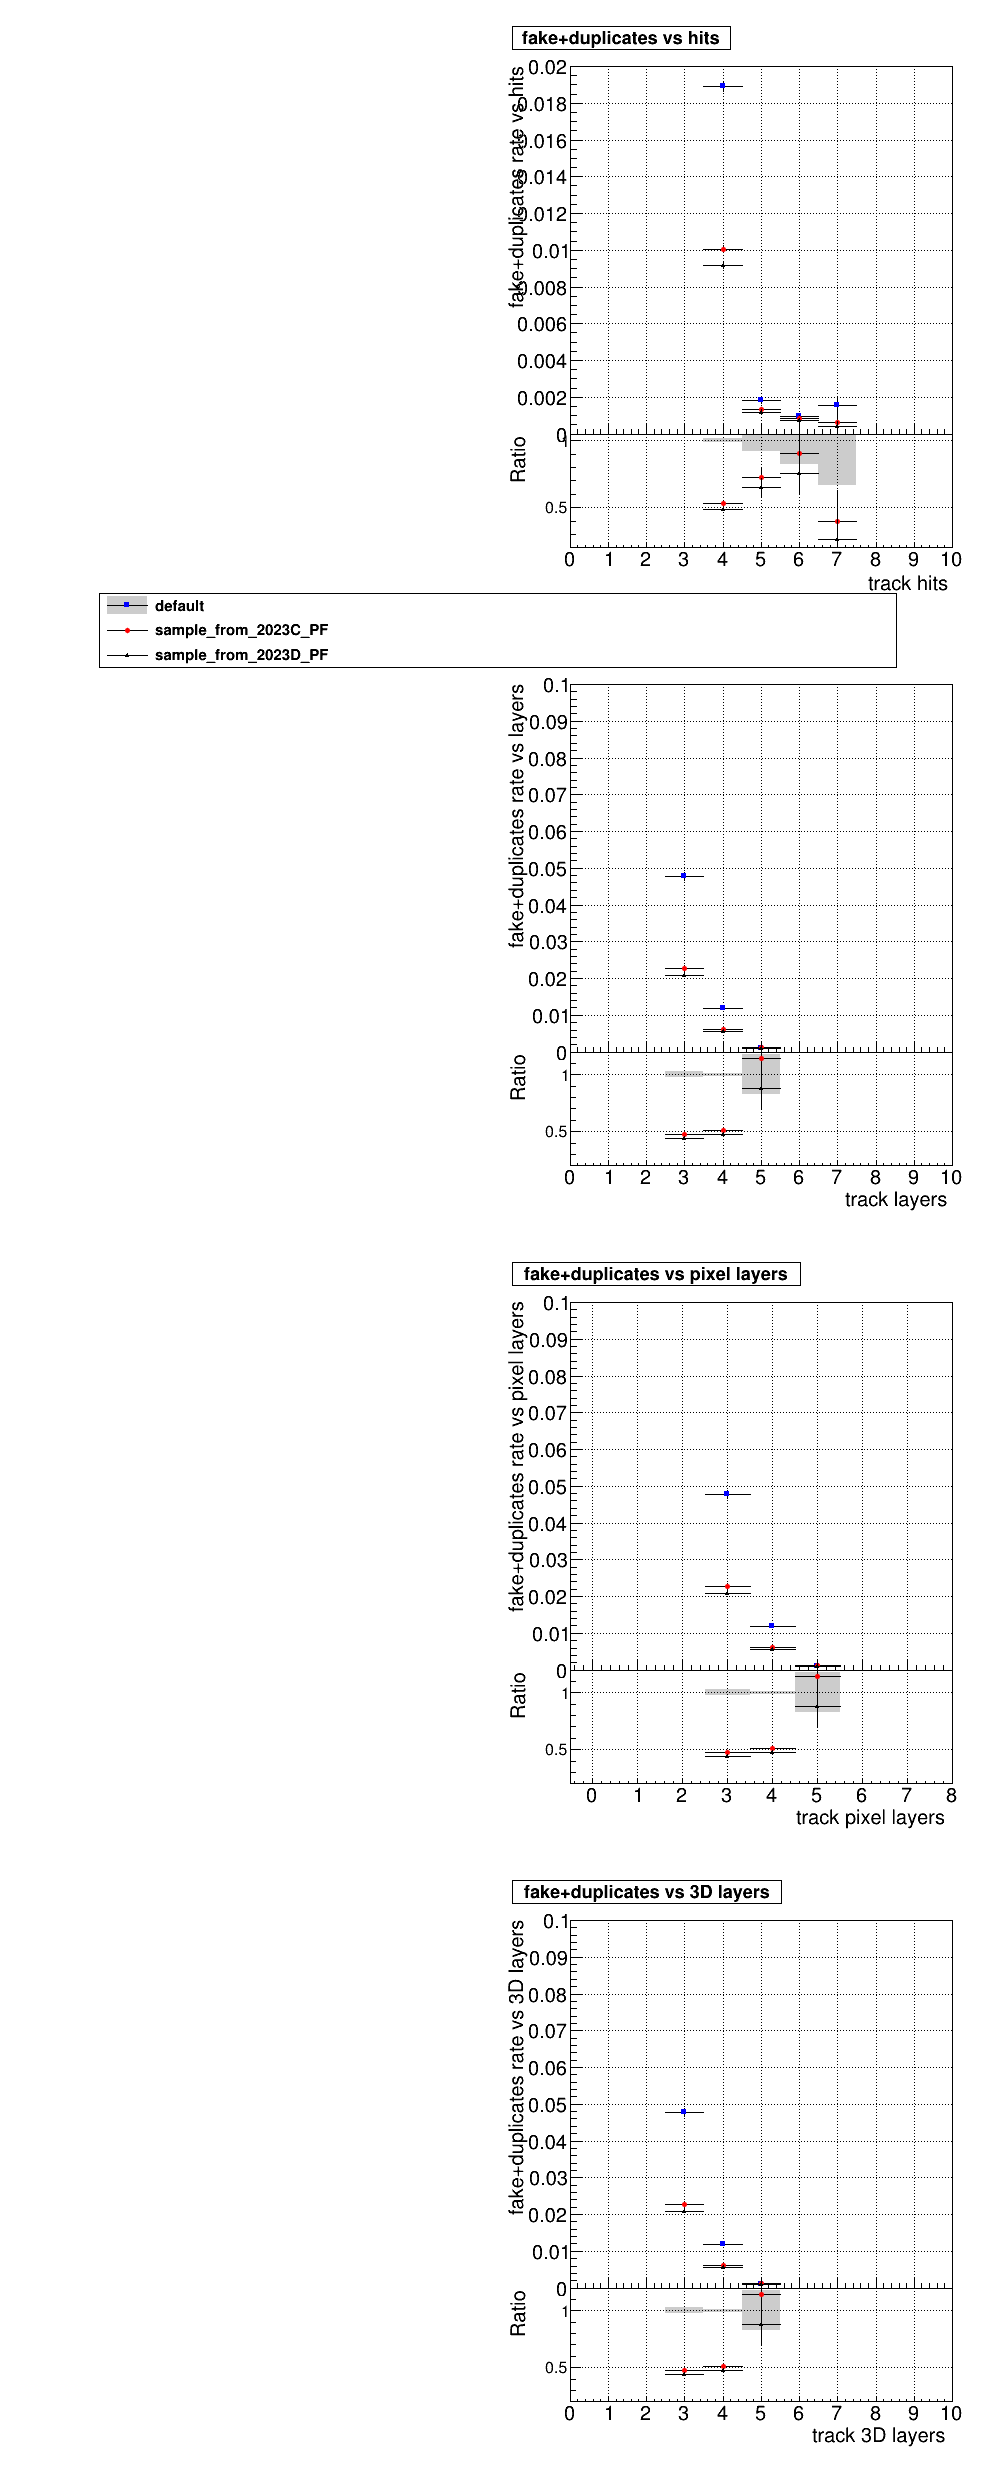 fake+duplicates vs hits
fake+duplicates rate vs hits
0.02
0.018
0.016
0.014
0.012
0.01
0.008
0.006
0.004
0.002
0
Ratio
1
0.5
0 1 2 3 4 5 6 7 8 9 10
track hits
default
sample_from_2023C_PF
sample_from_2023D_PF
fake+duplicates rate vs layers
0.1
0.09
0.08
0.07
0.06
0.05
0.04
0.03
0.02
0.01
0
Ratio
1
0.5
0 1 2 3 4 5 6 7 8 9 10
track layers
fake+duplicates vs pixel layers
fake+duplicates rate vs pixel layers
0.1
0.09
0.08
0.07
0.06
0.05
0.04
0.03
0.02
0.01
0
Ratio
1
0.5
0 1 2 3 4 5 6 7 8
track pixel layers
fake+duplicates vs 3D layers
fake+duplicates rate vs 3D layers
0.1
0.09
0.08
0.07
0.06
0.05
0.04
0.03
0.02
0.01
0
Ratio
1
0.5
0 1 2 3 4 5 6 7 8 9 10
track 3D layers